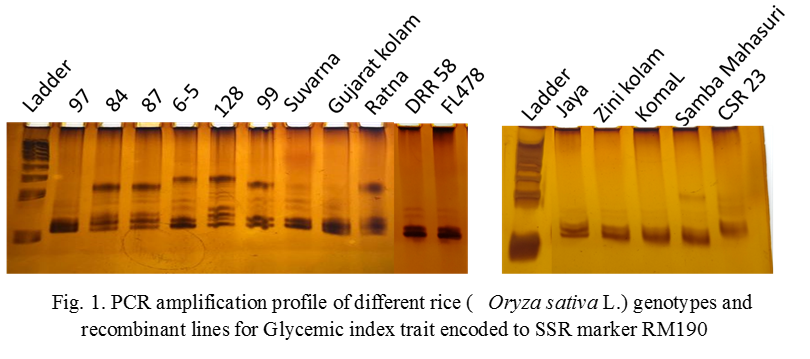 Ladder
97
84
87
6-5
128
99
Suvarna
Gujarat kolam
Ratna
DRR 58
FL478
Ladder
Jaya
Zini kolam
KomaL
Samba Mahasuri
CSR 23
Fig. 1. PCR amplification profile of different rice ( Oryza sativa L.) genotypes and
recombinant lines for Glycemic index trait encoded to SSR marker RM190